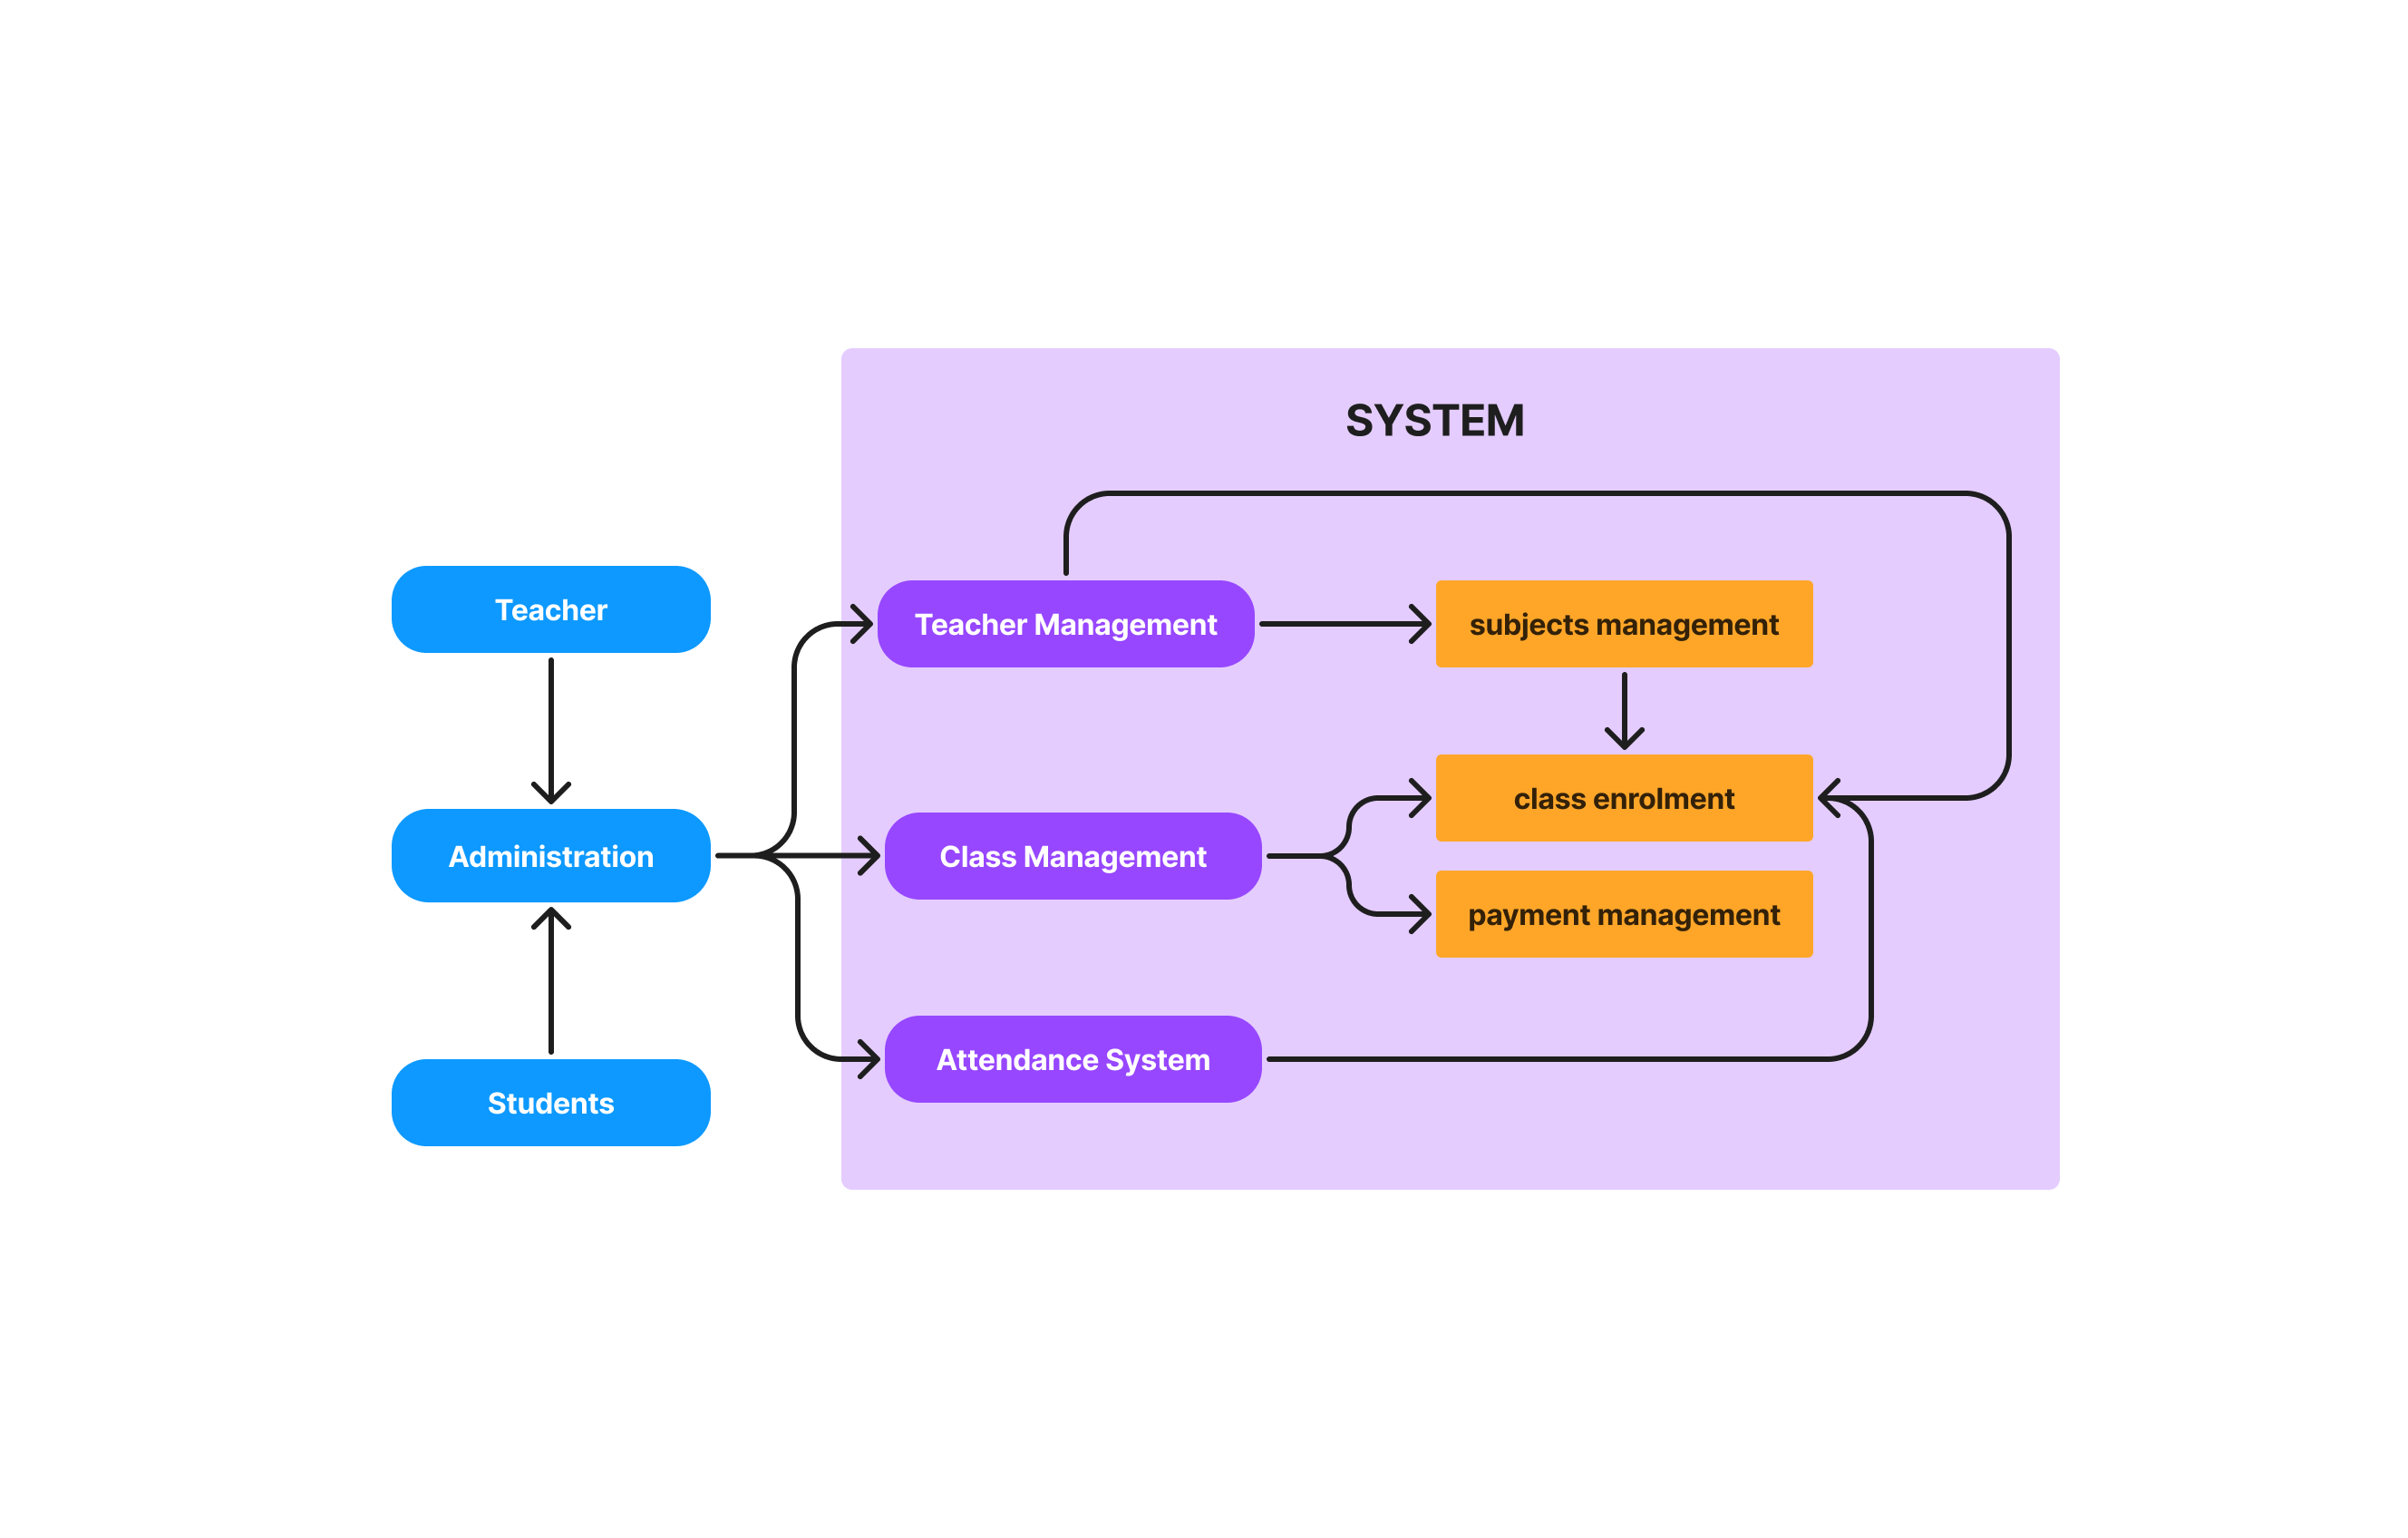 SYSTEM
Teacher
Teacher Management
subjects management
class enrolment
Administration
Class Management
payment management
Attendance System
Students